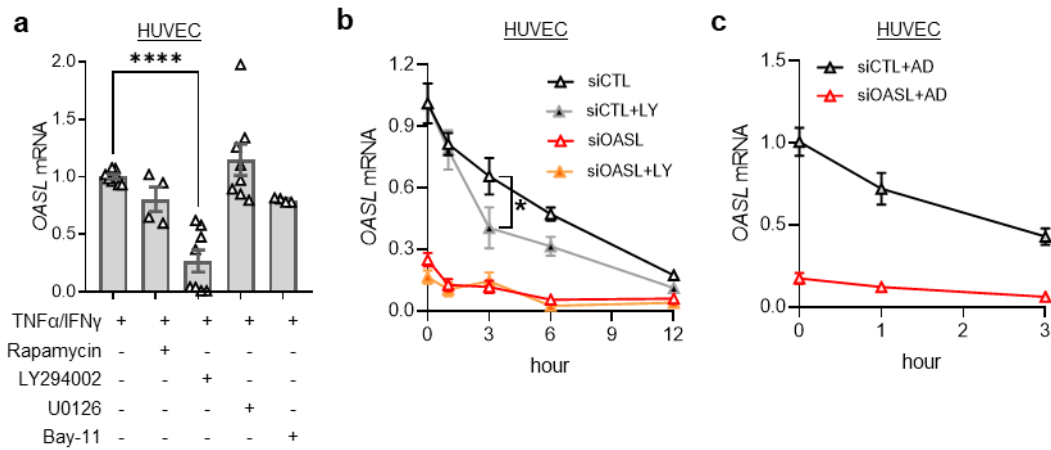 a
HUVEC
****
OASL mRNA
2.0
1.5
1.0
0.5
0.0
TNFα/IFNγ + + + + +
Rapamycin - + - - -
LY294002 - - + - -
U0126 - - - + -
Bay-11 - - - - +
b
HUVEC
siCTL
siCTL+LY
siOASL
siOASL+LY
*
OASL mRNA
1.2
0.9
0.6
0.3
0.0
0 3 6 9 12
hour
c
HUVEC
siCTL+AD
siOASL+AD
OASL mRNA
1.5
1.0
0.5
0.0
0 1 2 3
hour